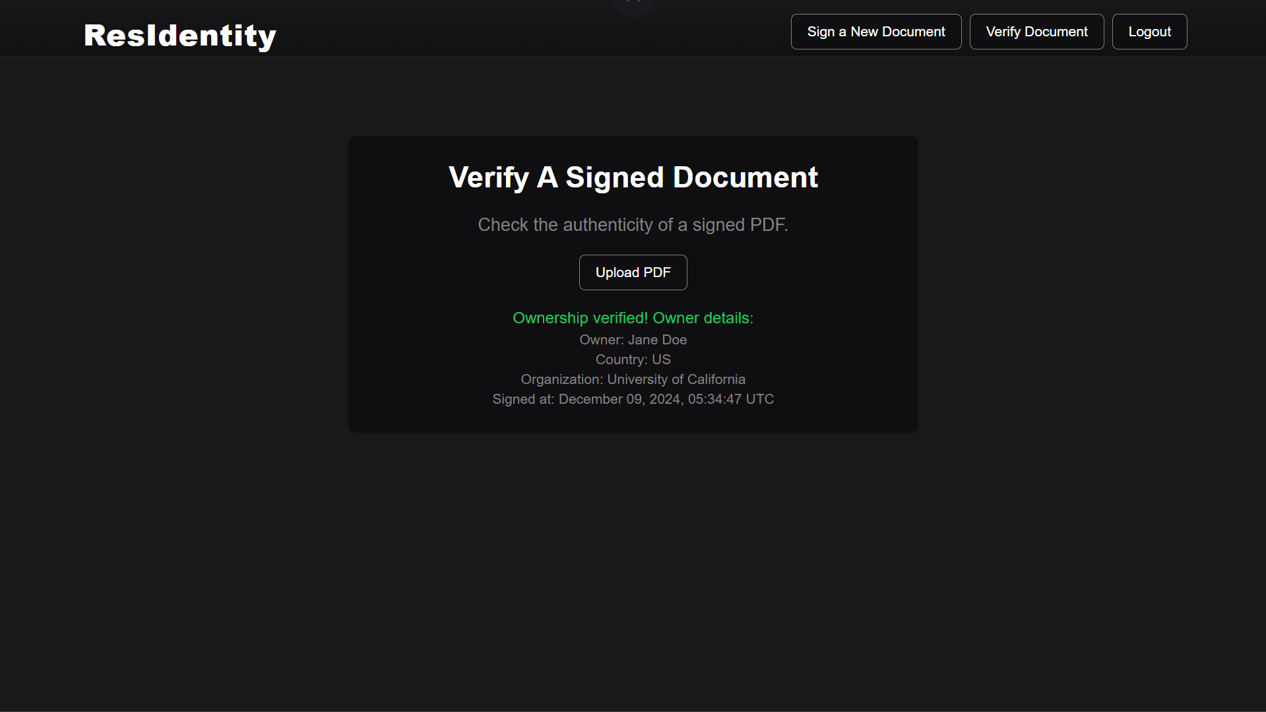 ResIdentity
Sign a New Document
Verify Document
Logout
Verify A Signed Document
Check the authenticity of a signed PDF.
Upload PDF
Ownership verified! Owner details:
Owner: Jane Doe
Country: US
Organization: University of California
Signed at: December 09, 2024, 05:34:47 UTC